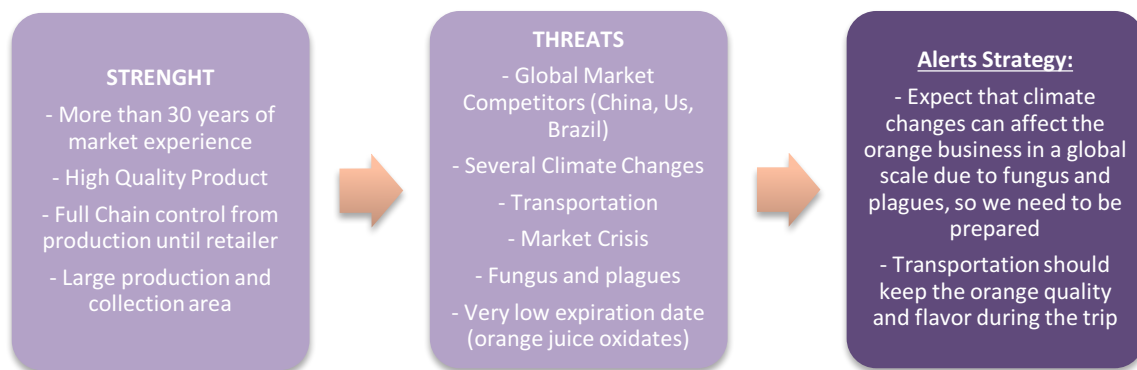 STRENGHT
- More than 30 years of
market experience
- High Quality Product
- Full Chain control from
production until retailer
- Large production and
collection area
THREATS
- Global Market
Competitors (China, Us,
Brazil)
- Several Climate Changes
- Transportation
- Market Crisis
- Fungus and plagues
- Very low expiration date
(orange juice oxidates)
Alerts Strategy:
- Expect that climate
changes can affect the
orange business in a global
scale due to fungus and
plagues, so we need to be
prepared
- Transportation should
keep the orange quality
and flavor during the trip